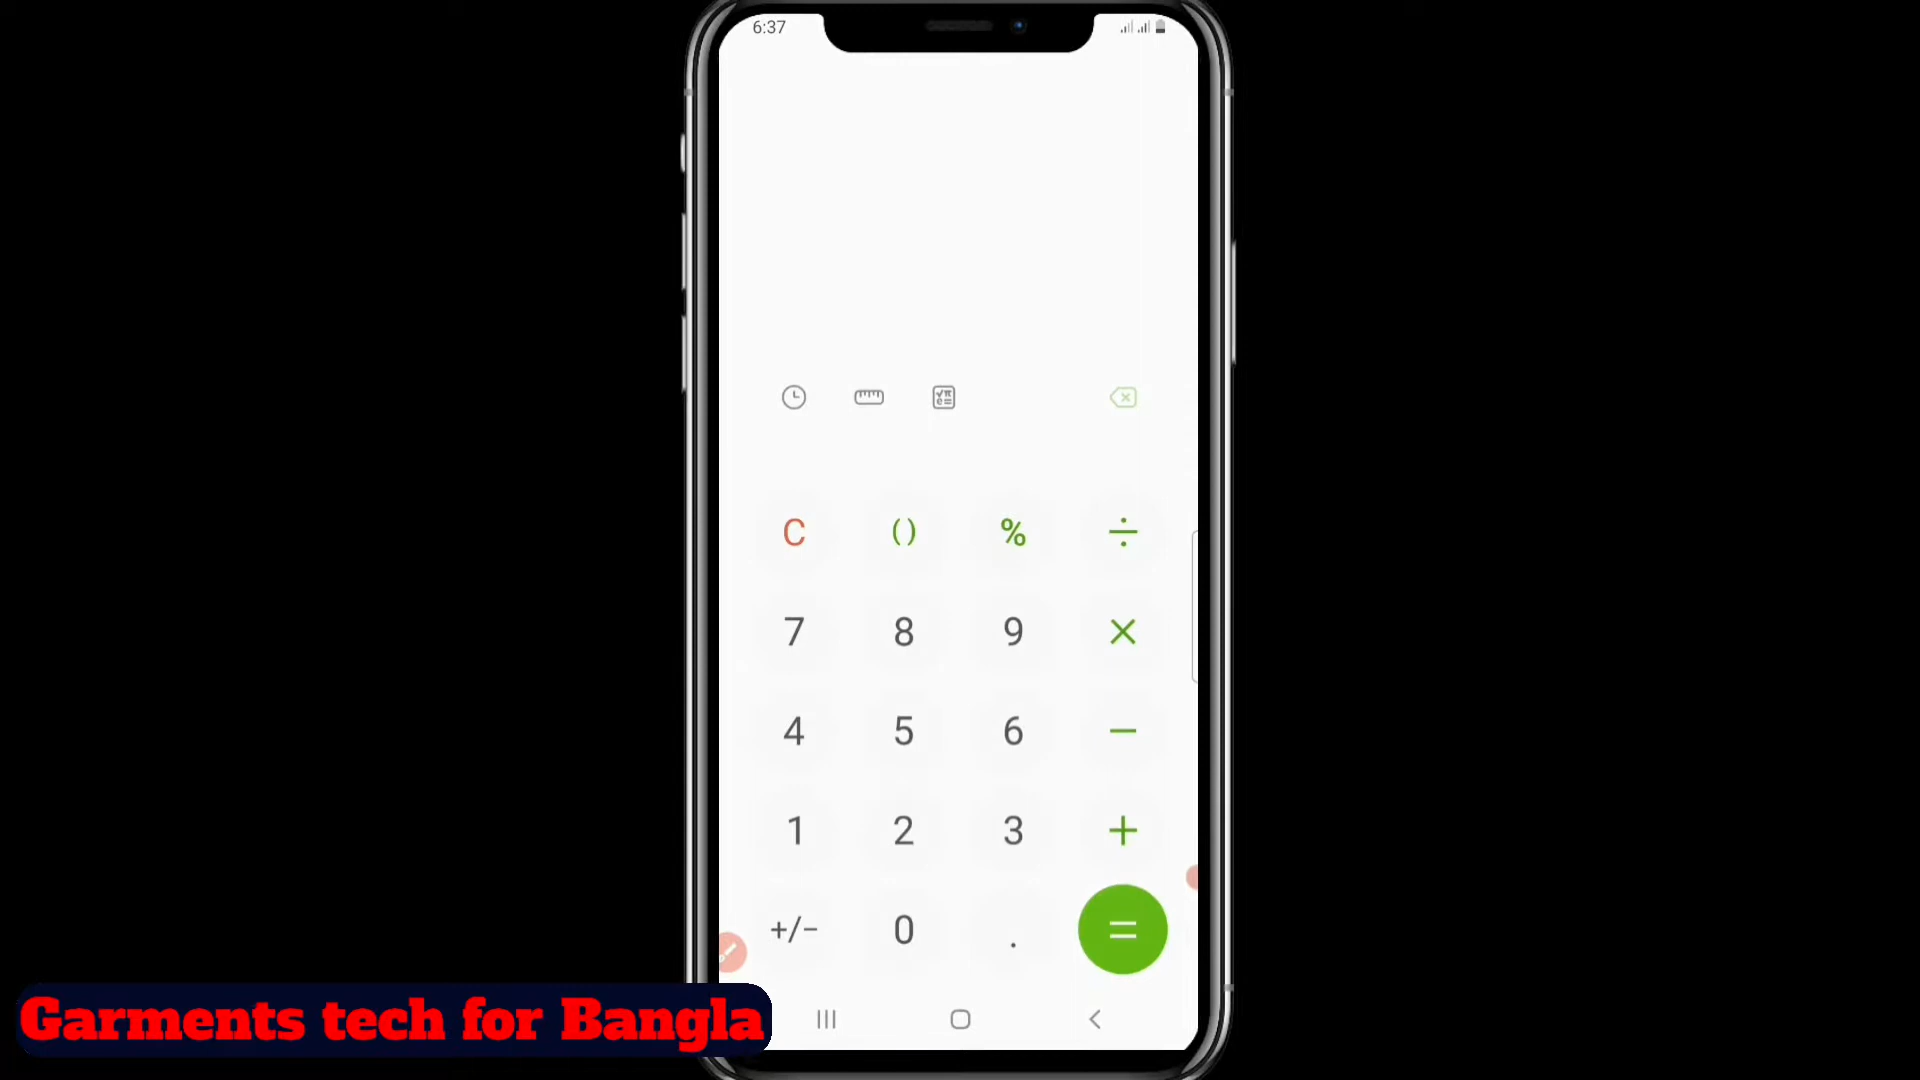 6:37
C () % ÷
7 8 9 ×
4 5 6 −
1 2 3 +
+/− 0 . =
Garments tech for Bangla